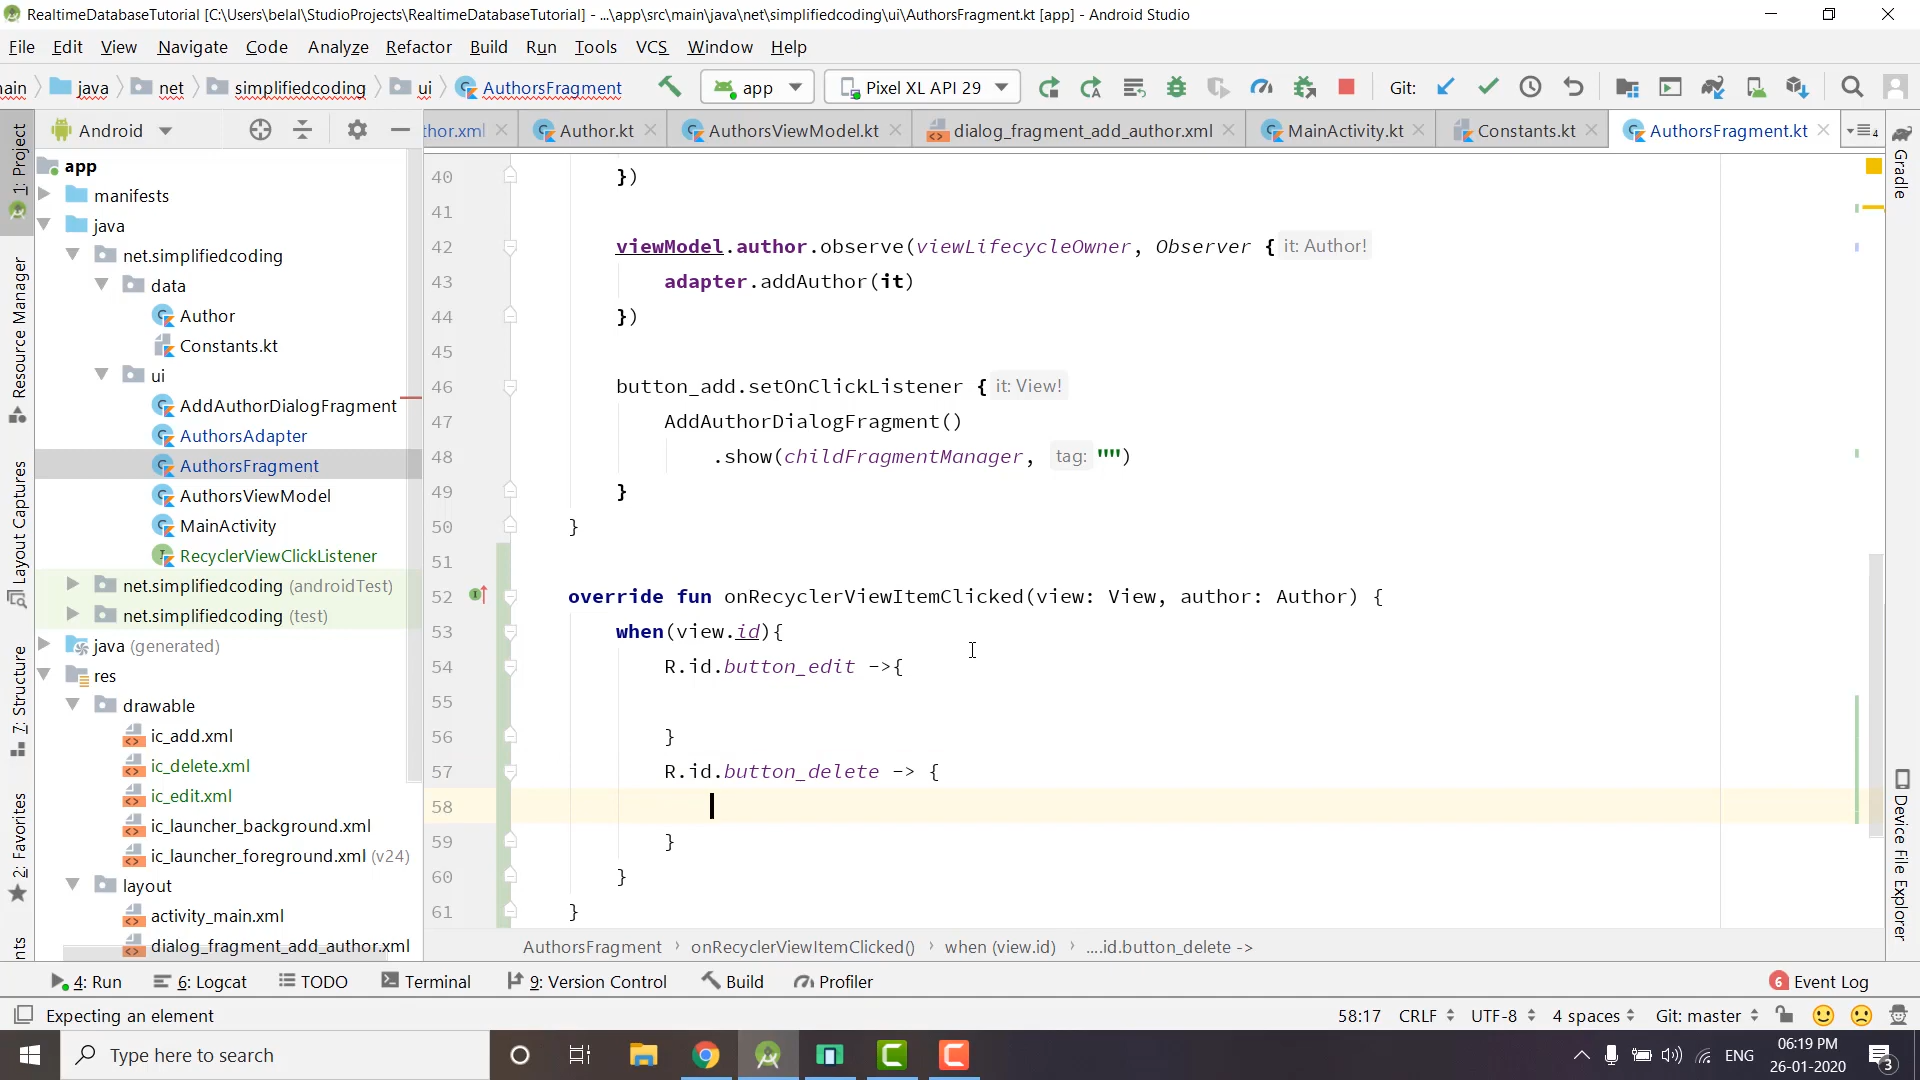 RealtimeDatabaseTutorial [C:\Users\belal\StudioProjects\RealtimeDatabaseTutorial] - ...\app\src\main\java\net\simplifiedcoding\ui\AuthorsFragment.kt [app] - Android Studio
File Edit View Navigate Code Analyze Refactor Build Run Tools VCS Window Help
ain java net simplifiedcoding ui AuthorsFragment app Pixel XL API 29 Git:
Android thor.xml Author.kt AuthorsViewModel.kt dialog_fragment_add_author.xml MainActivity.kt Constants.kt AuthorsFragment.kt 4
1: Project
Resource Manager
Layout Captures
7: Structure
2: Favorites
nts
app
manifests
java
net.simplifiedcoding
data
Author
Constants.kt
ui
AddAuthorDialogFragment
AuthorsAdapter
AuthorsFragment
AuthorsViewModel
MainActivity
RecyclerViewClickListener
net.simplifiedcoding (androidTest)
net.simplifiedcoding (test)
java (generated)
res
drawable
ic_add.xml
ic_delete.xml
ic_edit.xml
ic_launcher_background.xml
ic_launcher_foreground.xml (v24)
layout
activity_main.xml
dialog_fragment_add_author.xml
40 })
41
42 viewModel.author.observe(viewLifecycleOwner, Observer { it: Author!
43 adapter.addAuthor(it)
44 })
45
46 button_add.setOnClickListener { it: View!
47 AddAuthorDialogFragment()
48 .show(childFragmentManager, tag: "")
49 }
50 }
51
52 override fun onRecyclerViewItemClicked(view: View, author: Author) {
53 when(view.id){
54 R.id.button_edit ->{
55
56 }
57 R.id.button_delete -> {
58
59 }
60 }
61 }
AuthorsFragment › onRecyclerViewItemClicked() › when (view.id) › ....id.button_delete ->
Gradle
Device File Explorer
4: Run 6: Logcat TODO Terminal 9: Version Control Build Profiler 6 Event Log
Expecting an element 58:17 CRLF UTF-8 4 spaces Git: master
Type here to search ENG 06:19 PM
26-01-2020 3